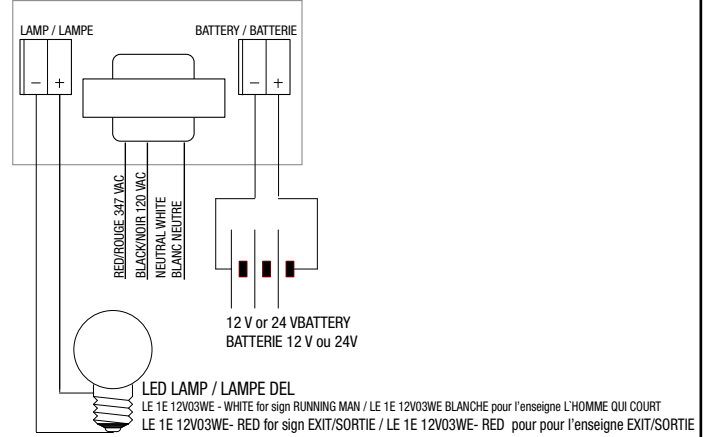 LAMP / LAMPE
BATTERY / BATTERIE
– +
– +
RED/ROUGE 347 VAC
BLACK/NOIR 120 VAC
NEUTRAL WHITE
BLANC NEUTRE
12 V or 24 VBATTERY
BATTERIE 12 V ou 24V
LED LAMP / LAMPE DEL
LE 1E 12V03WE - WHITE for sign RUNNING MAN / LE 1E 12V03WE BLANCHE pour l'enseigne L`HOMME QUI COURT
LE 1E 12V03WE- RED for sign EXIT/SORTIE / LE 1E 12V03WE- RED pour pour l'enseigne EXIT/SORTIE